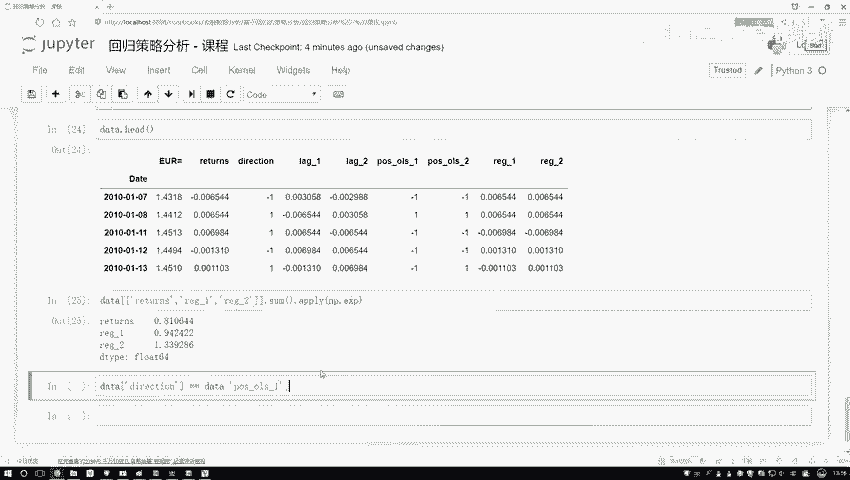 jupyter 回归策略分析 - 课程 Last Checkpoint: 4 minutes ago (unsaved changes)
File Edit View Insert Cell Kernel Widgets Help
Trusted Python 3
Code
In [24]: data.head()
Out[24]:
EUR= returns direction lag_1 lag_2 pos_ols_1 pos_ols_2 reg_1 reg_2
Date
2010-01-07 1.4318 -0.006544 -1 0.003058 -0.002988 -1 -1 0.006544 0.006544
2010-01-08 1.4412 0.006544 1 -0.006544 0.003058 1 1 0.006544 0.006544
2010-01-11 1.4513 0.006984 1 0.006544 -0.006544 -1 -1 -0.006984 -0.006984
2010-01-12 1.4494 -0.001310 -1 0.006984 0.006544 -1 -1 0.001310 0.001310
2010-01-13 1.4510 0.001103 1 -0.001310 0.006984 -1 1 -0.001103 0.001103
In [25]: data[['returns','reg_1','reg_2']].sum().apply(np.exp)
Out[25]: returns 0.810644
reg_1 0.942422
reg_2 1.339286
dtype: float64
In [ ]: data['direction'] == data 'pos_ols_1'
In [ ]: